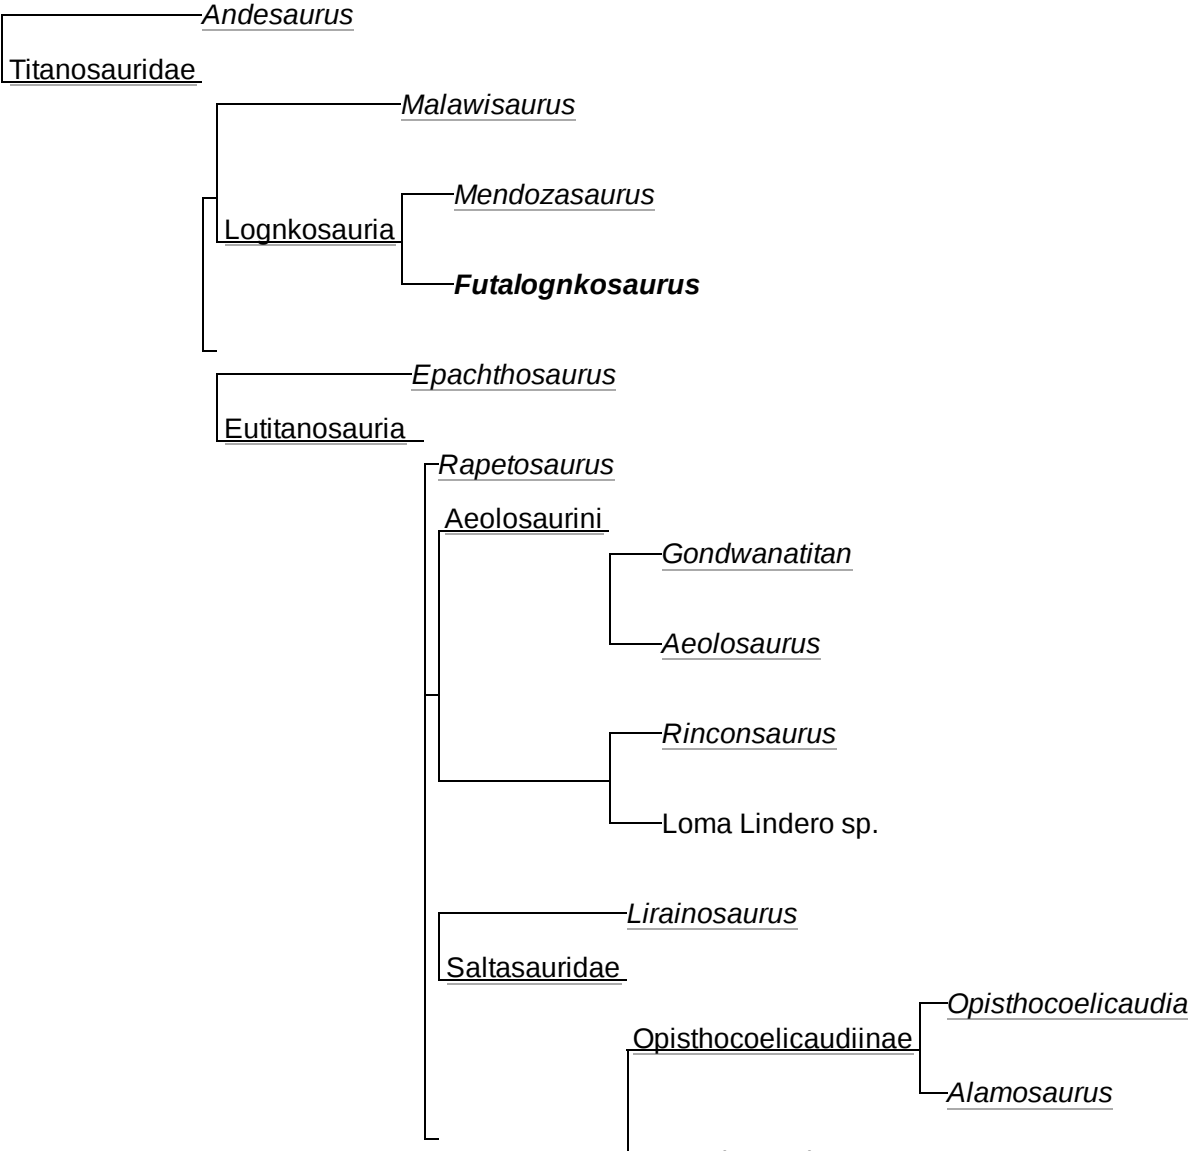 Andesaurus
Titanosauridae
Malawisaurus
Mendozasaurus
Lognkosauria
Futalognkosaurus
Epachthosaurus
Eutitanosauria
Rapetosaurus
Aeolosaurini
Gondwanatitan
Aeolosaurus
Rinconsaurus
Loma Lindero sp.
Lirainosaurus
Saltasauridae
Opisthocoelicaudia
Opisthocoelicaudiinae
Alamosaurus